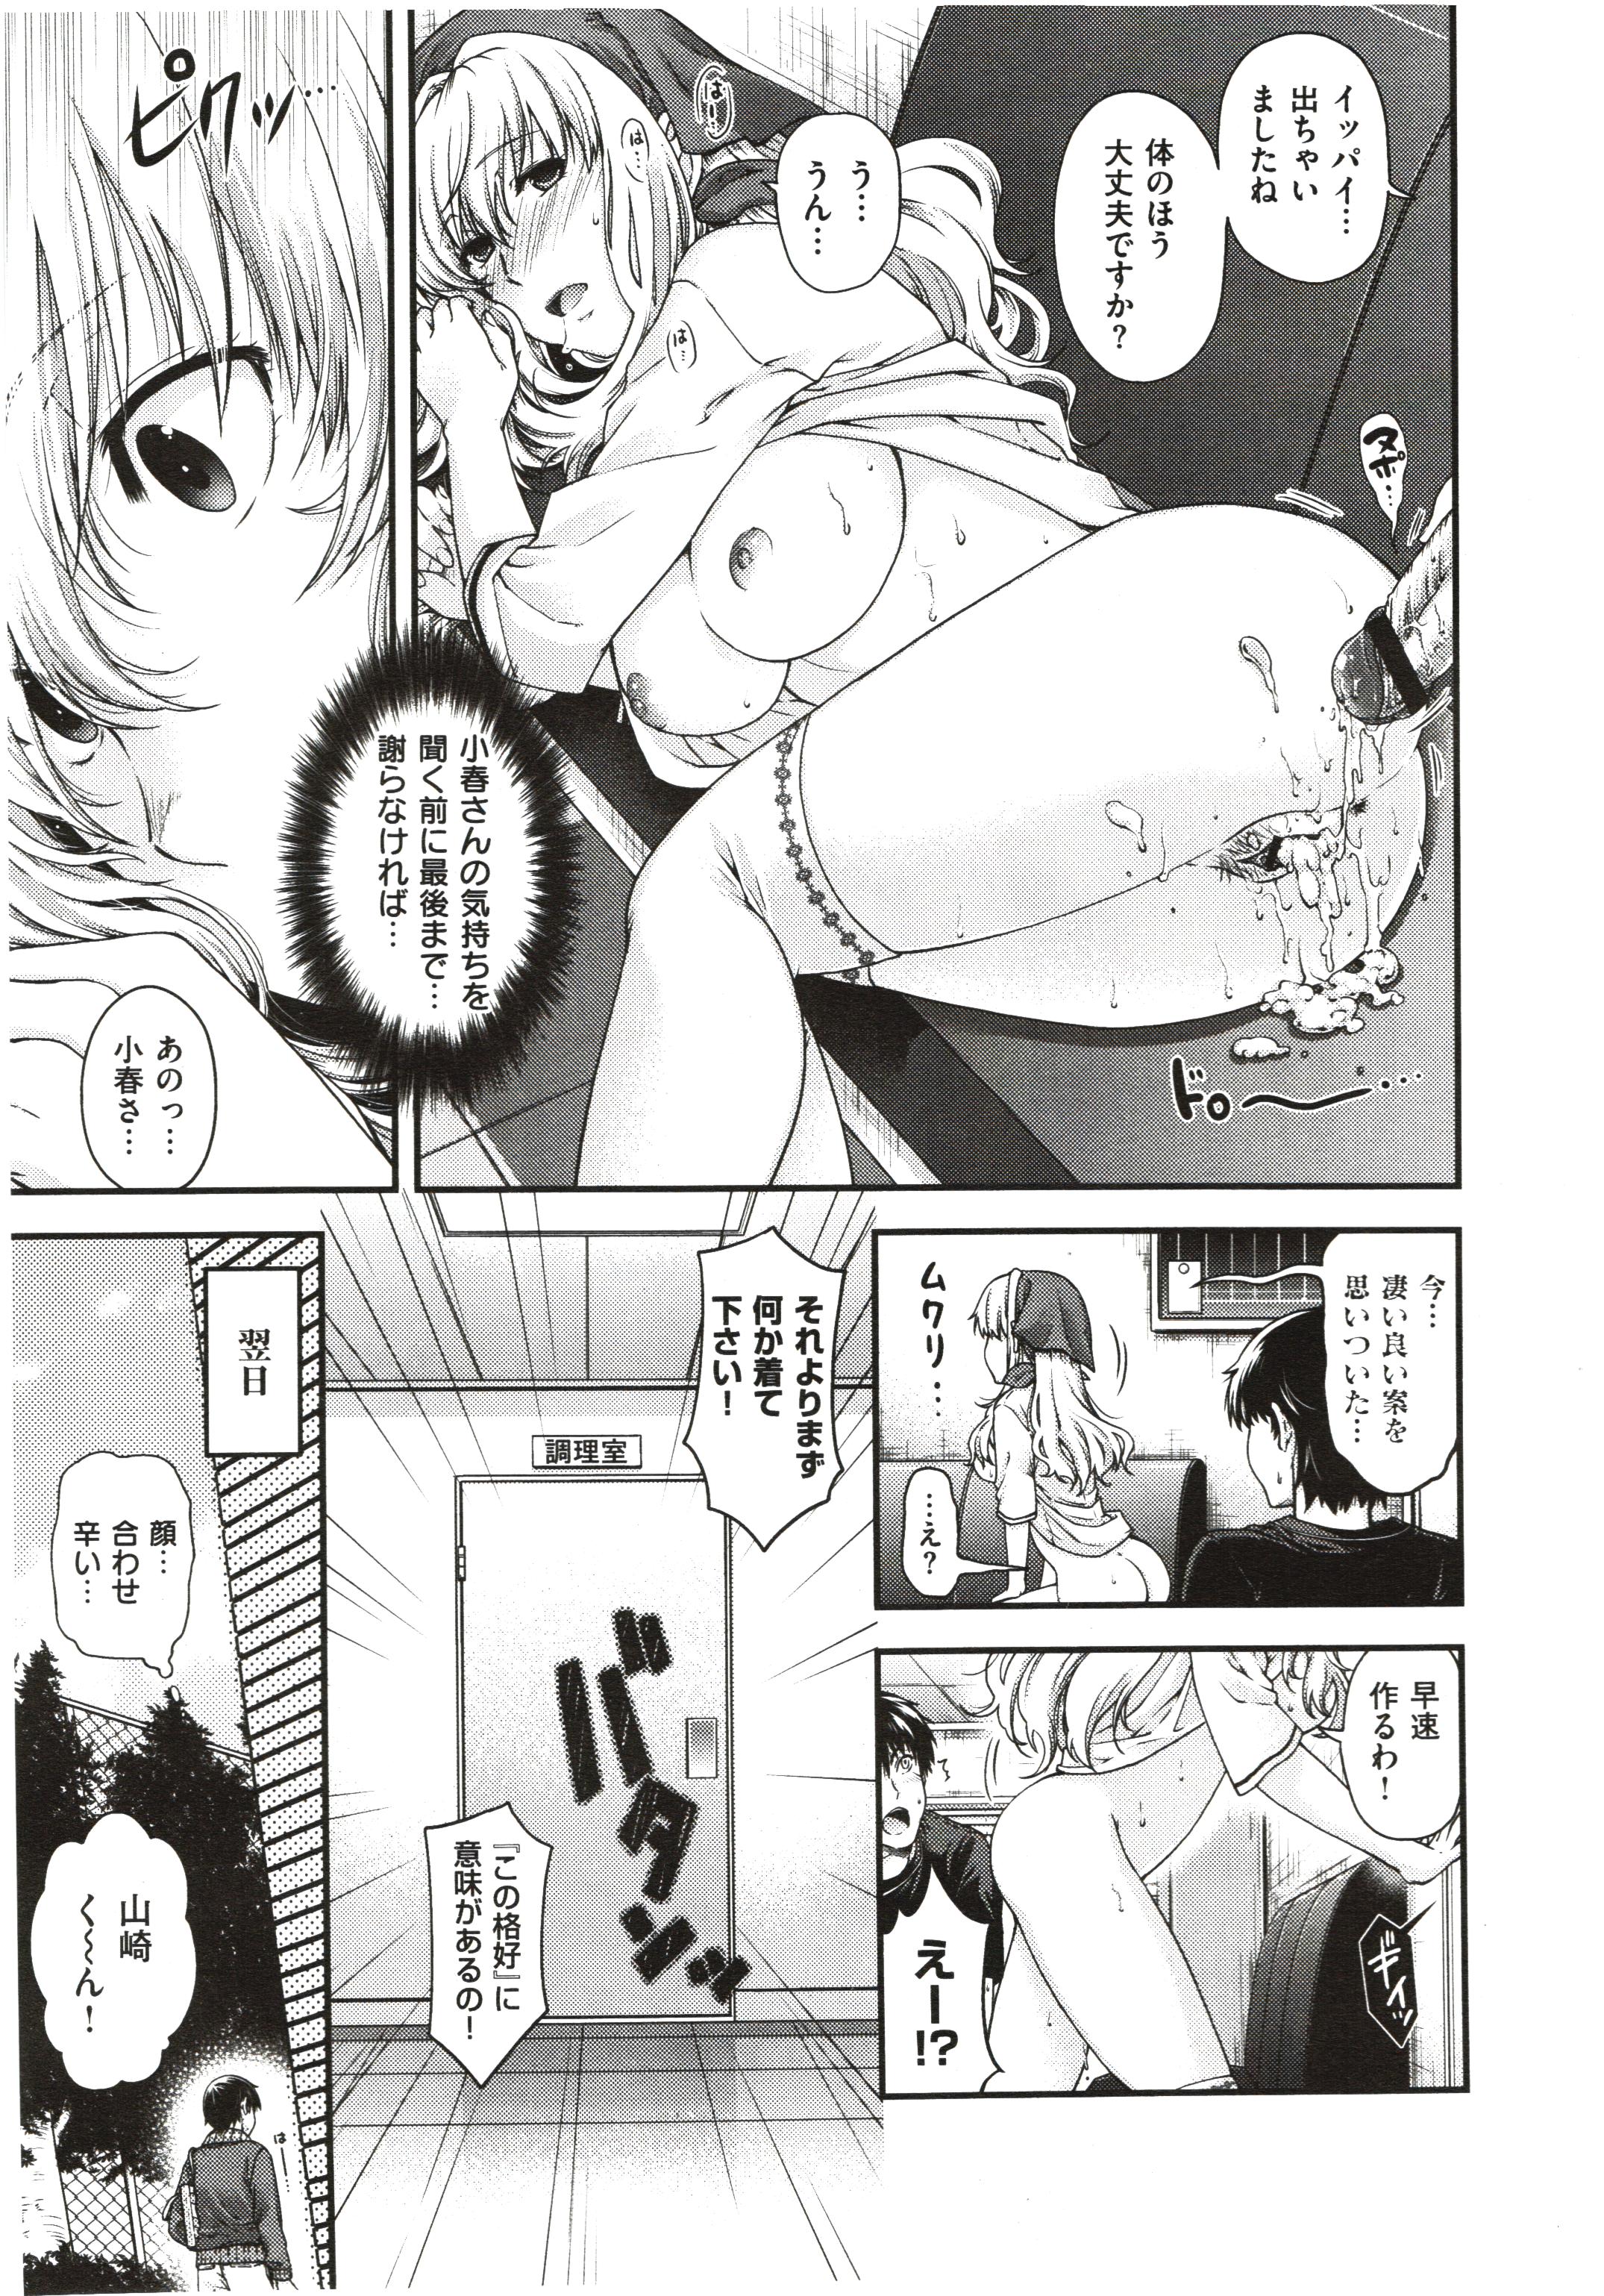 イッパイ…
出ちゃい
ましたね
体のほう
大丈夫ですか?
ヌポ…
う…
うん…
はー…
は…
は…
ドロ〜…
小春さんの気持ちを
聞く前に最後まで…
謝らなければ…
ピクッ…
あのっ…
小春さ…
今…
凄い良い案を
思いついた…
ムクリ…
…え?
早速
作るわ!
ギィッ
えー!?
それよりまず
何か着て
下さい!
調理室
バタンッ
『この格好』に
意味があるの!
翌日
顔…
合わせ
辛い…
山崎
く〜ん!
はー